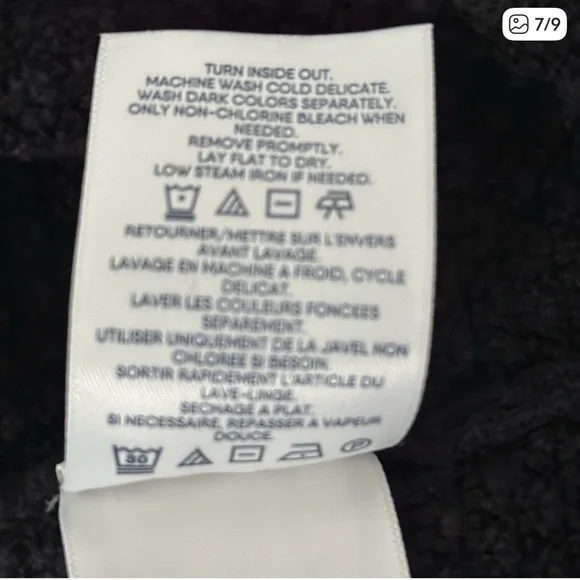 7/9
TURN INSIDE OUT.
MACHINE WASH COLD DELICATE.
WASH DARK COLORS SEPARATELY.
ONLY NON-CHLORINE BLEACH WHEN
NEEDED.
REMOVE PROMPTLY.
LAY FLAT TO DRY.
LOW STEAM IRON IF NEEDED.
RETOURNER/METTRE SUR L'ENVERS
AVANT LAVAGE.
LAVAGE EN MACHINE A FROID, CYCLE
DELICAT.
LAVER LES COULEURS FONCEES
SEPAREMENT.
UTILISER UNIQUEMENT DE LA JAVEL NON
CHLOREE SI BESOIN.
SORTIR RAPIDEMENT L'ARTICLE DU
LAVE-LINGE.
SECHAGE A PLAT.
SI NECESSAIRE, REPASSER A VAPEUR
DOUCE.
30
P